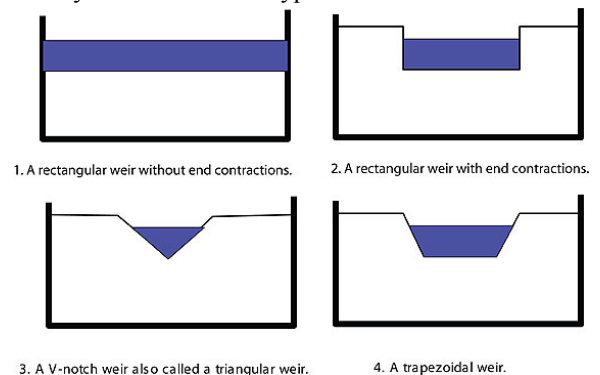 1. A rectangular weir without end contractions.
2. A rectangular weir with end contractions.
3. A V-notch weir also called a triangular weir.
4. A trapezoidal weir.